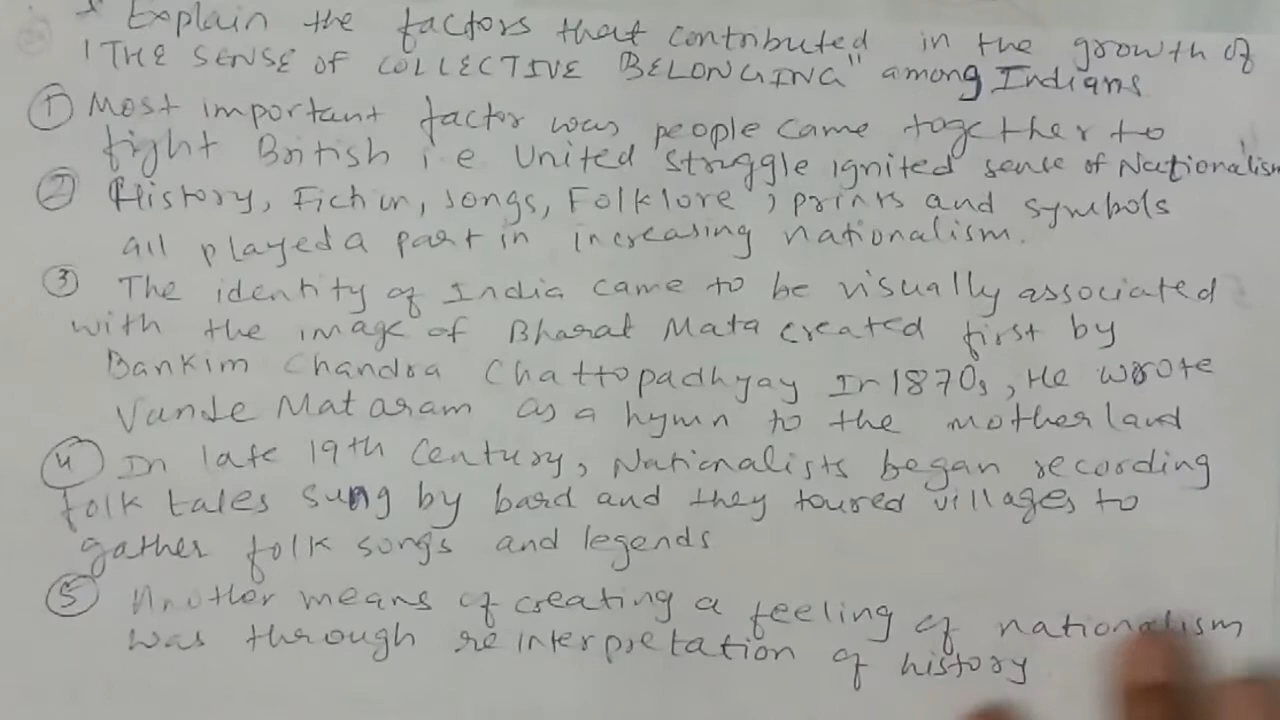 * Explain the factors that contributed in the growth of
'THE SENSE OF COLLECTIVE BELONGING" among Indians
① Most important factor was people came together to
fight British i e United struggle ignited sense of Nationalism
② History, Fiction, songs, Folklore, prints and symbols
all played a part in increasing nationalism.
③ The identity of India came to be visually associated
with the image of Bharat Mata created first by
Bankim Chandra Chattopadhyay In 1870s, He wrote
Vande Mataram as a hymn to the motherland
④ In late 19th Century, Nationalists began recording
folk tales sung by bard and they toured villages to
gather folk songs and legends
⑤ Another means of creating a feeling of nationalism
was through reinterpretation of history